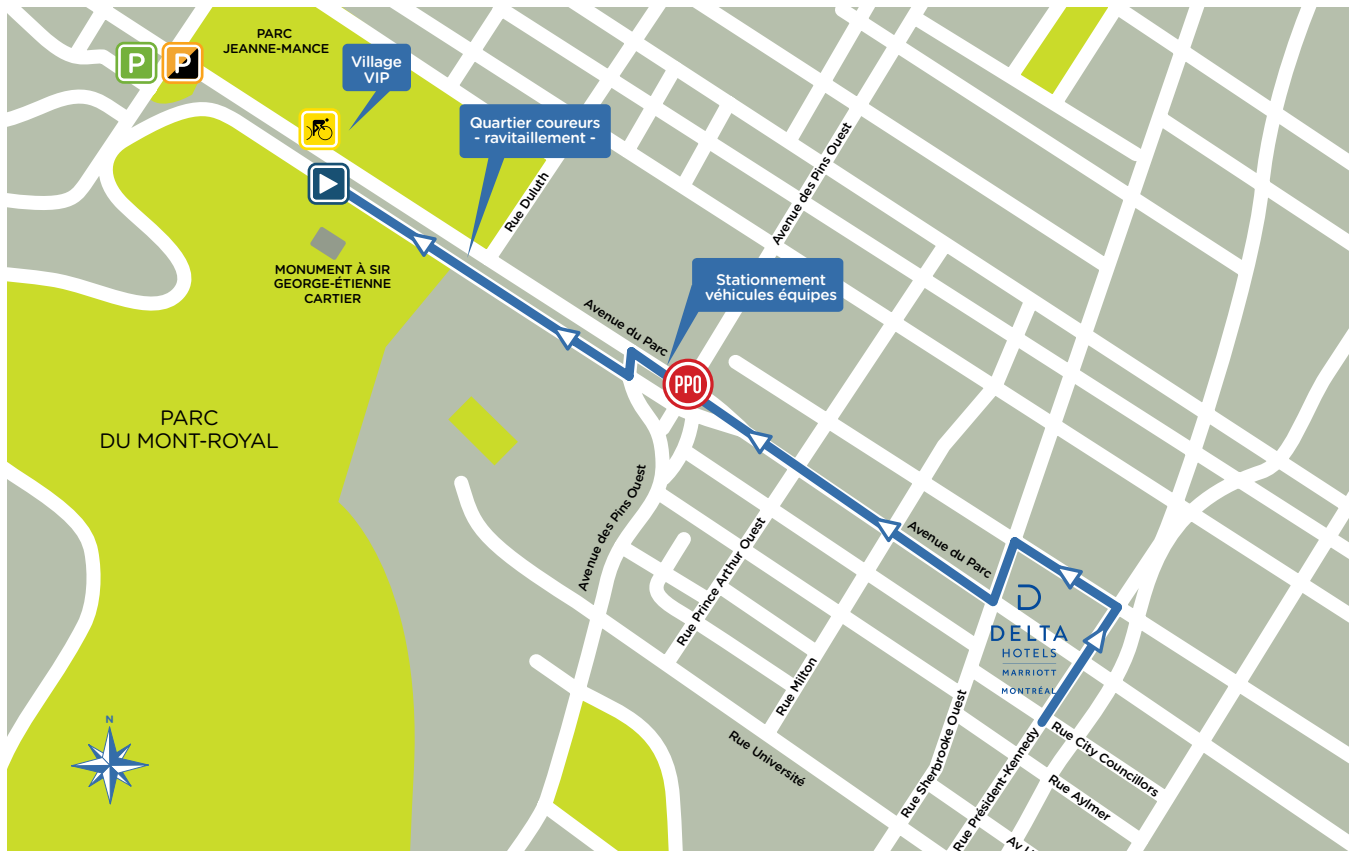 PARC
JEANNE-MANCE
P
P
Village
VIP
Quartier coureurs
- ravitaillement -
Rue Duluth
Avenue des Pins Ouest
MONUMENT À SIR
GEORGE-ÉTIENNE
CARTIER
Stationnement
véhicules équipes
Avenue du Parc
PPO
PARC
DU MONT-ROYAL
Avenue des Pins Ouest
Rue Prince Arthur Ouest
Avenue du Parc
DELTA
HOTELS
MARRIOTT
MONTRÉAL
Rue Milton
Rue Université
Rue Sherbrooke Ouest
Rue Président-Kennedy
Rue City Councillors
Rue Aylmer
Av
N